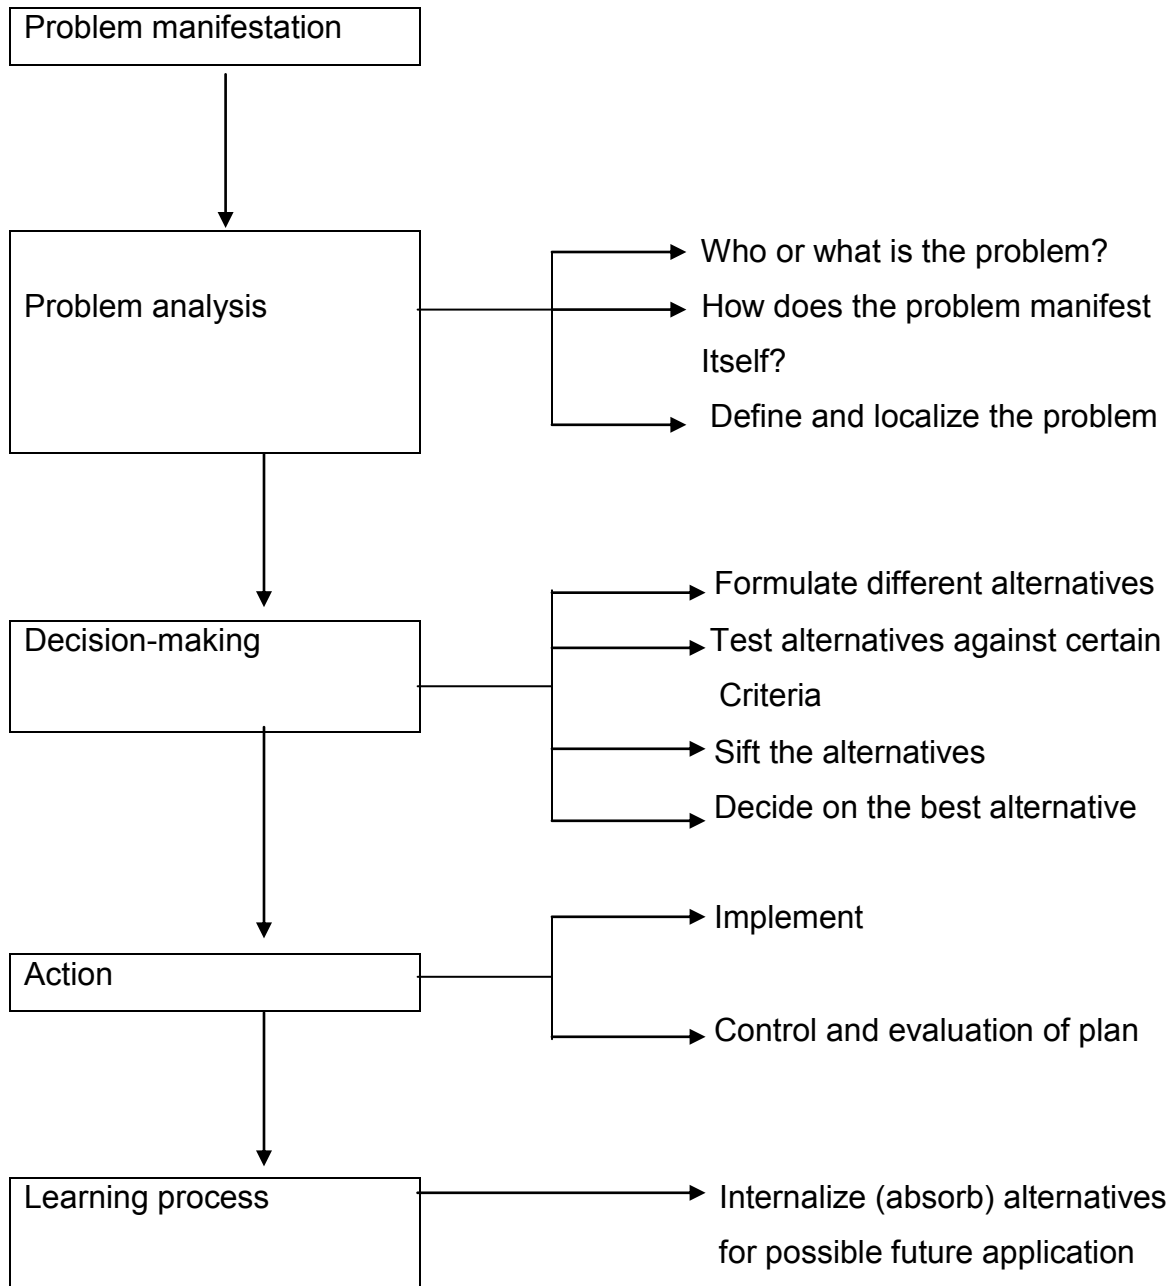 Problem manifestation
Who or what is the problem?
Problem analysis
How does the problem manifest
Itself?
Define and localize the problem
Formulate different alternatives
Decision-making
Test alternatives against certain
Criteria
Sift the alternatives
Decide on the best alternative
Implement
Action
Control and evaluation of plan
Learning process
Internalize (absorb) alternatives
for possible future application